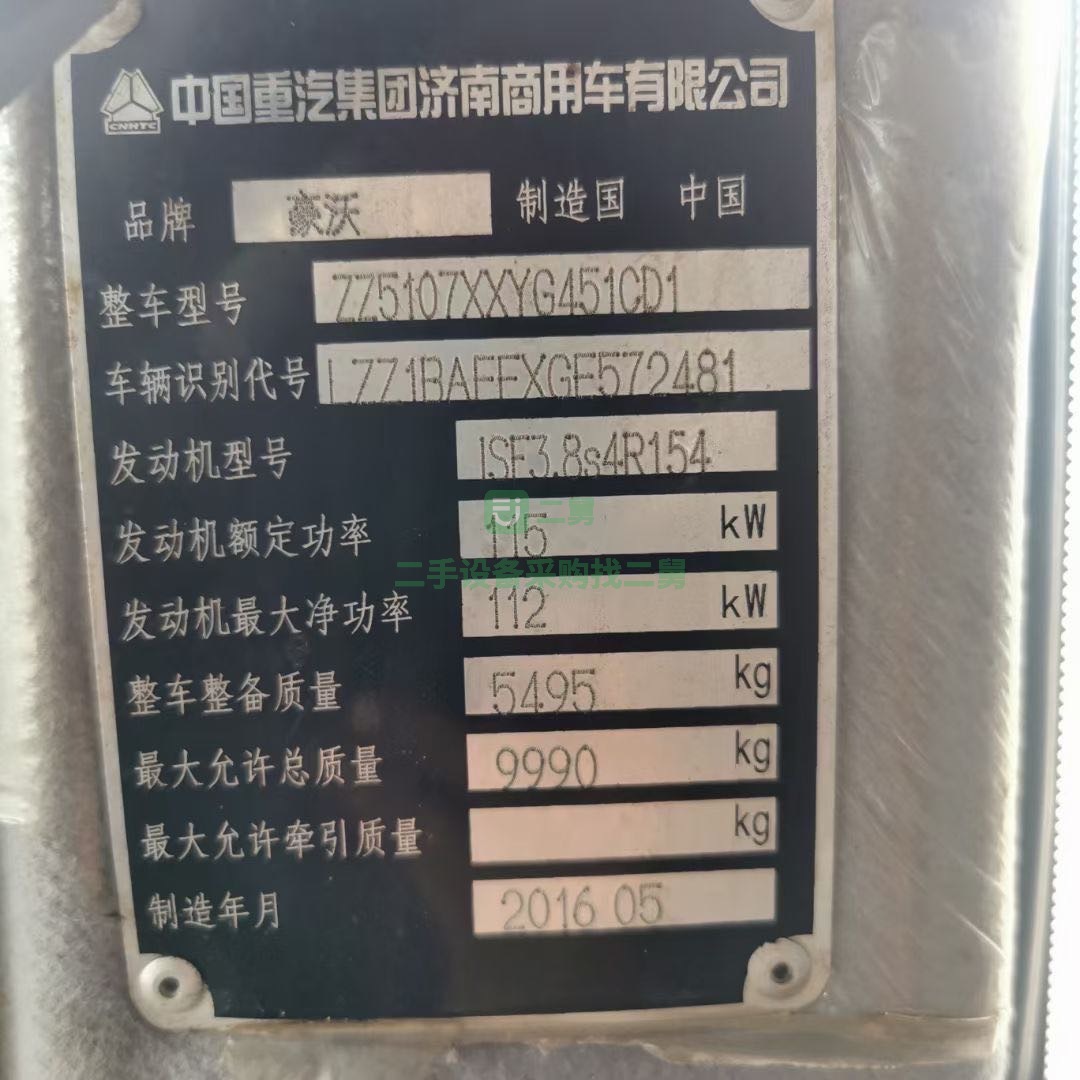 CNHTC 中国重汽集团济南商用车有限公司
品牌 豪沃 制造国 中国
整车型号 ZZ5107XXYG451CD1
车辆识别代号 LZZ1BAFFXGE572481
发动机型号 ISF3.8s4R154
二舅
发动机额定功率 115 kW
二手设备采购找二舅
发动机最大净功率 112 kW
整车整备质量 5495 kg
最大允许总质量 9990 kg
最大允许牵引质量 kg
制造年月 2016 05